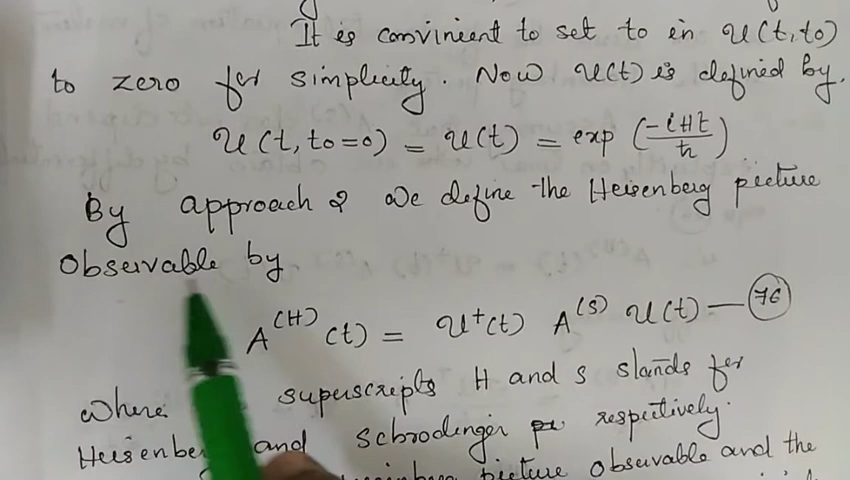 It is convinient to set to in U(t,to)
to zero for simplicity. Now U(t) is defined by.
U(t, to=0) = U(t) = exp (-iHt/ħ)
By approach 2 we define the Heisenberg picture
observable by
A^(H) (t) = U^+(t) A^(S) U(t) — 76
where superscripts H and S stands for
Heisenberg and Schrodinger respectively.
picture observable and the